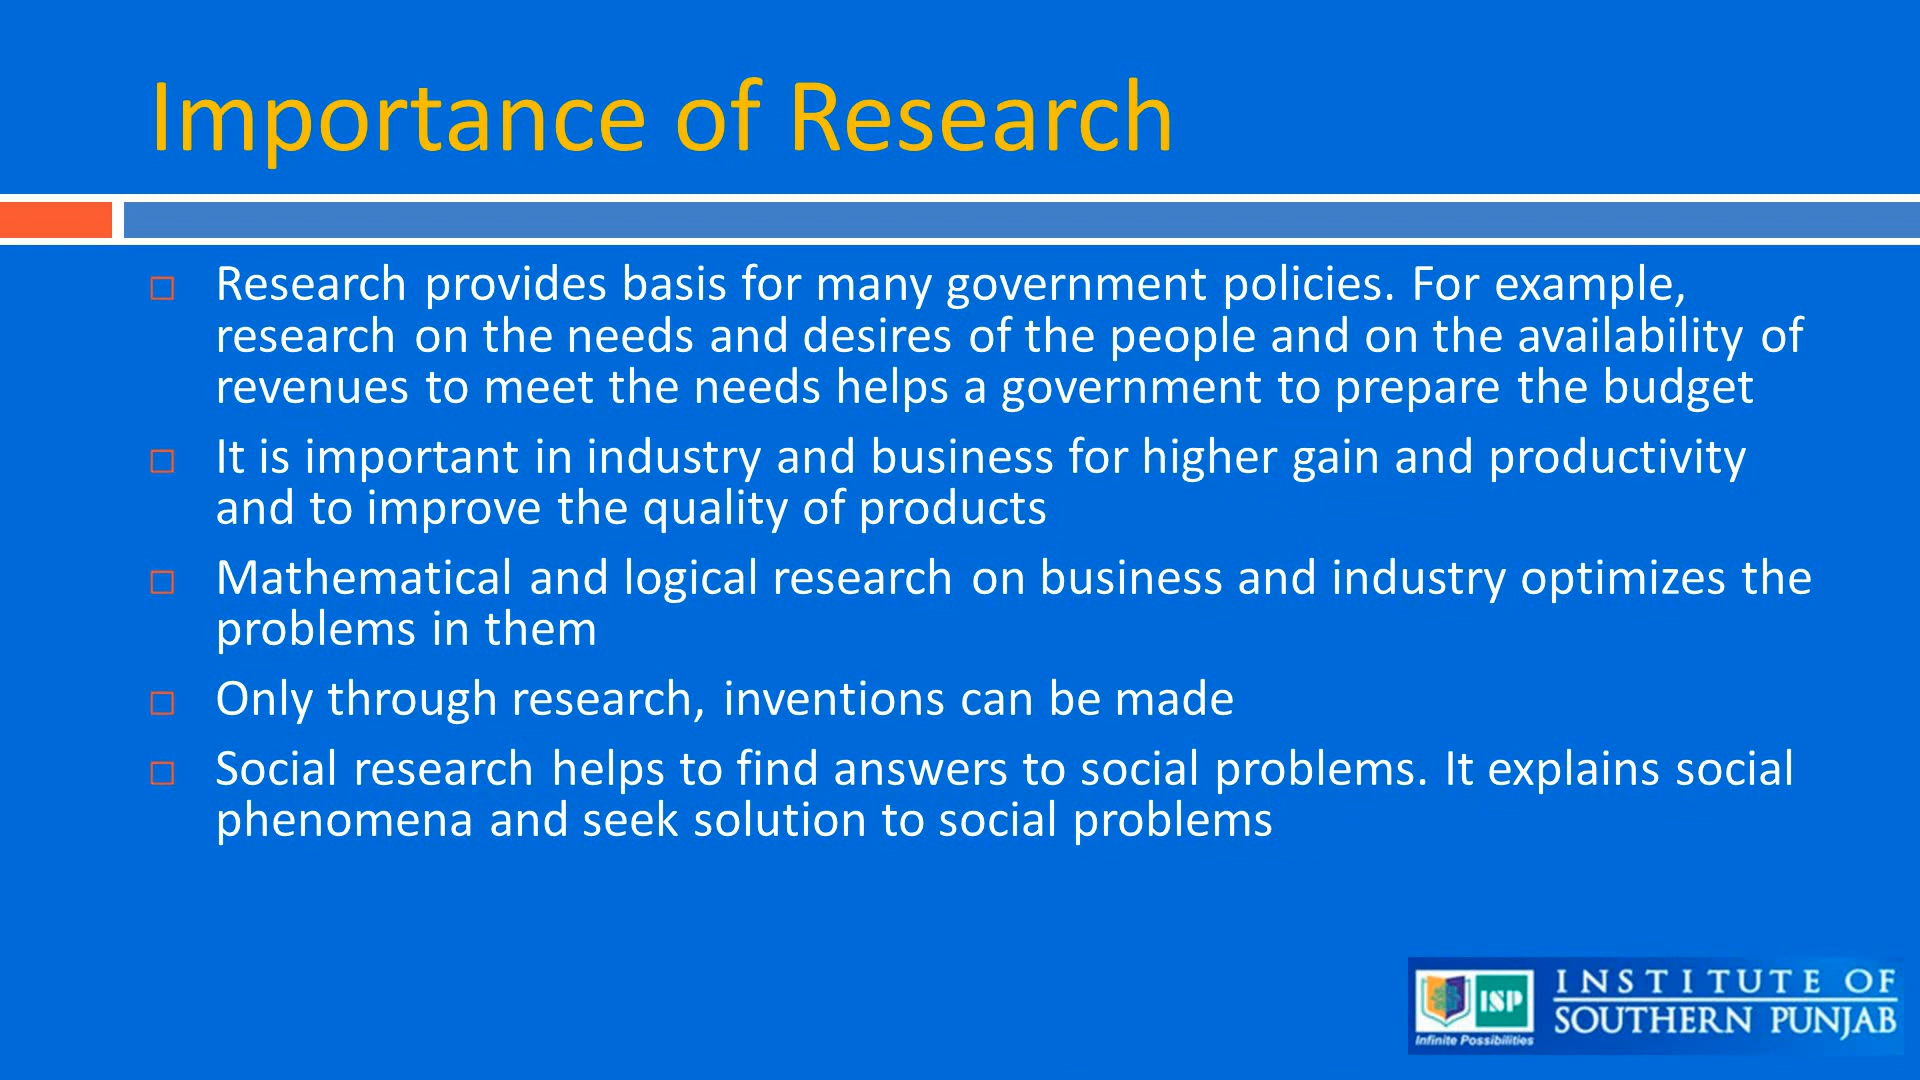 Importance of Research
Research provides basis for many government policies. For example,
research on the needs and desires of the people and on the availability of
revenues to meet the needs helps a government to prepare the budget
It is important in industry and business for higher gain and productivity
and to improve the quality of products
Mathematical and logical research on business and industry optimizes the
problems in them
Only through research, inventions can be made
Social research helps to find answers to social problems. It explains social
phenomena and seek solution to social problems
ISP
Infinite Possibilities
INSTITUTE OF
SOUTHERN PUNJAB